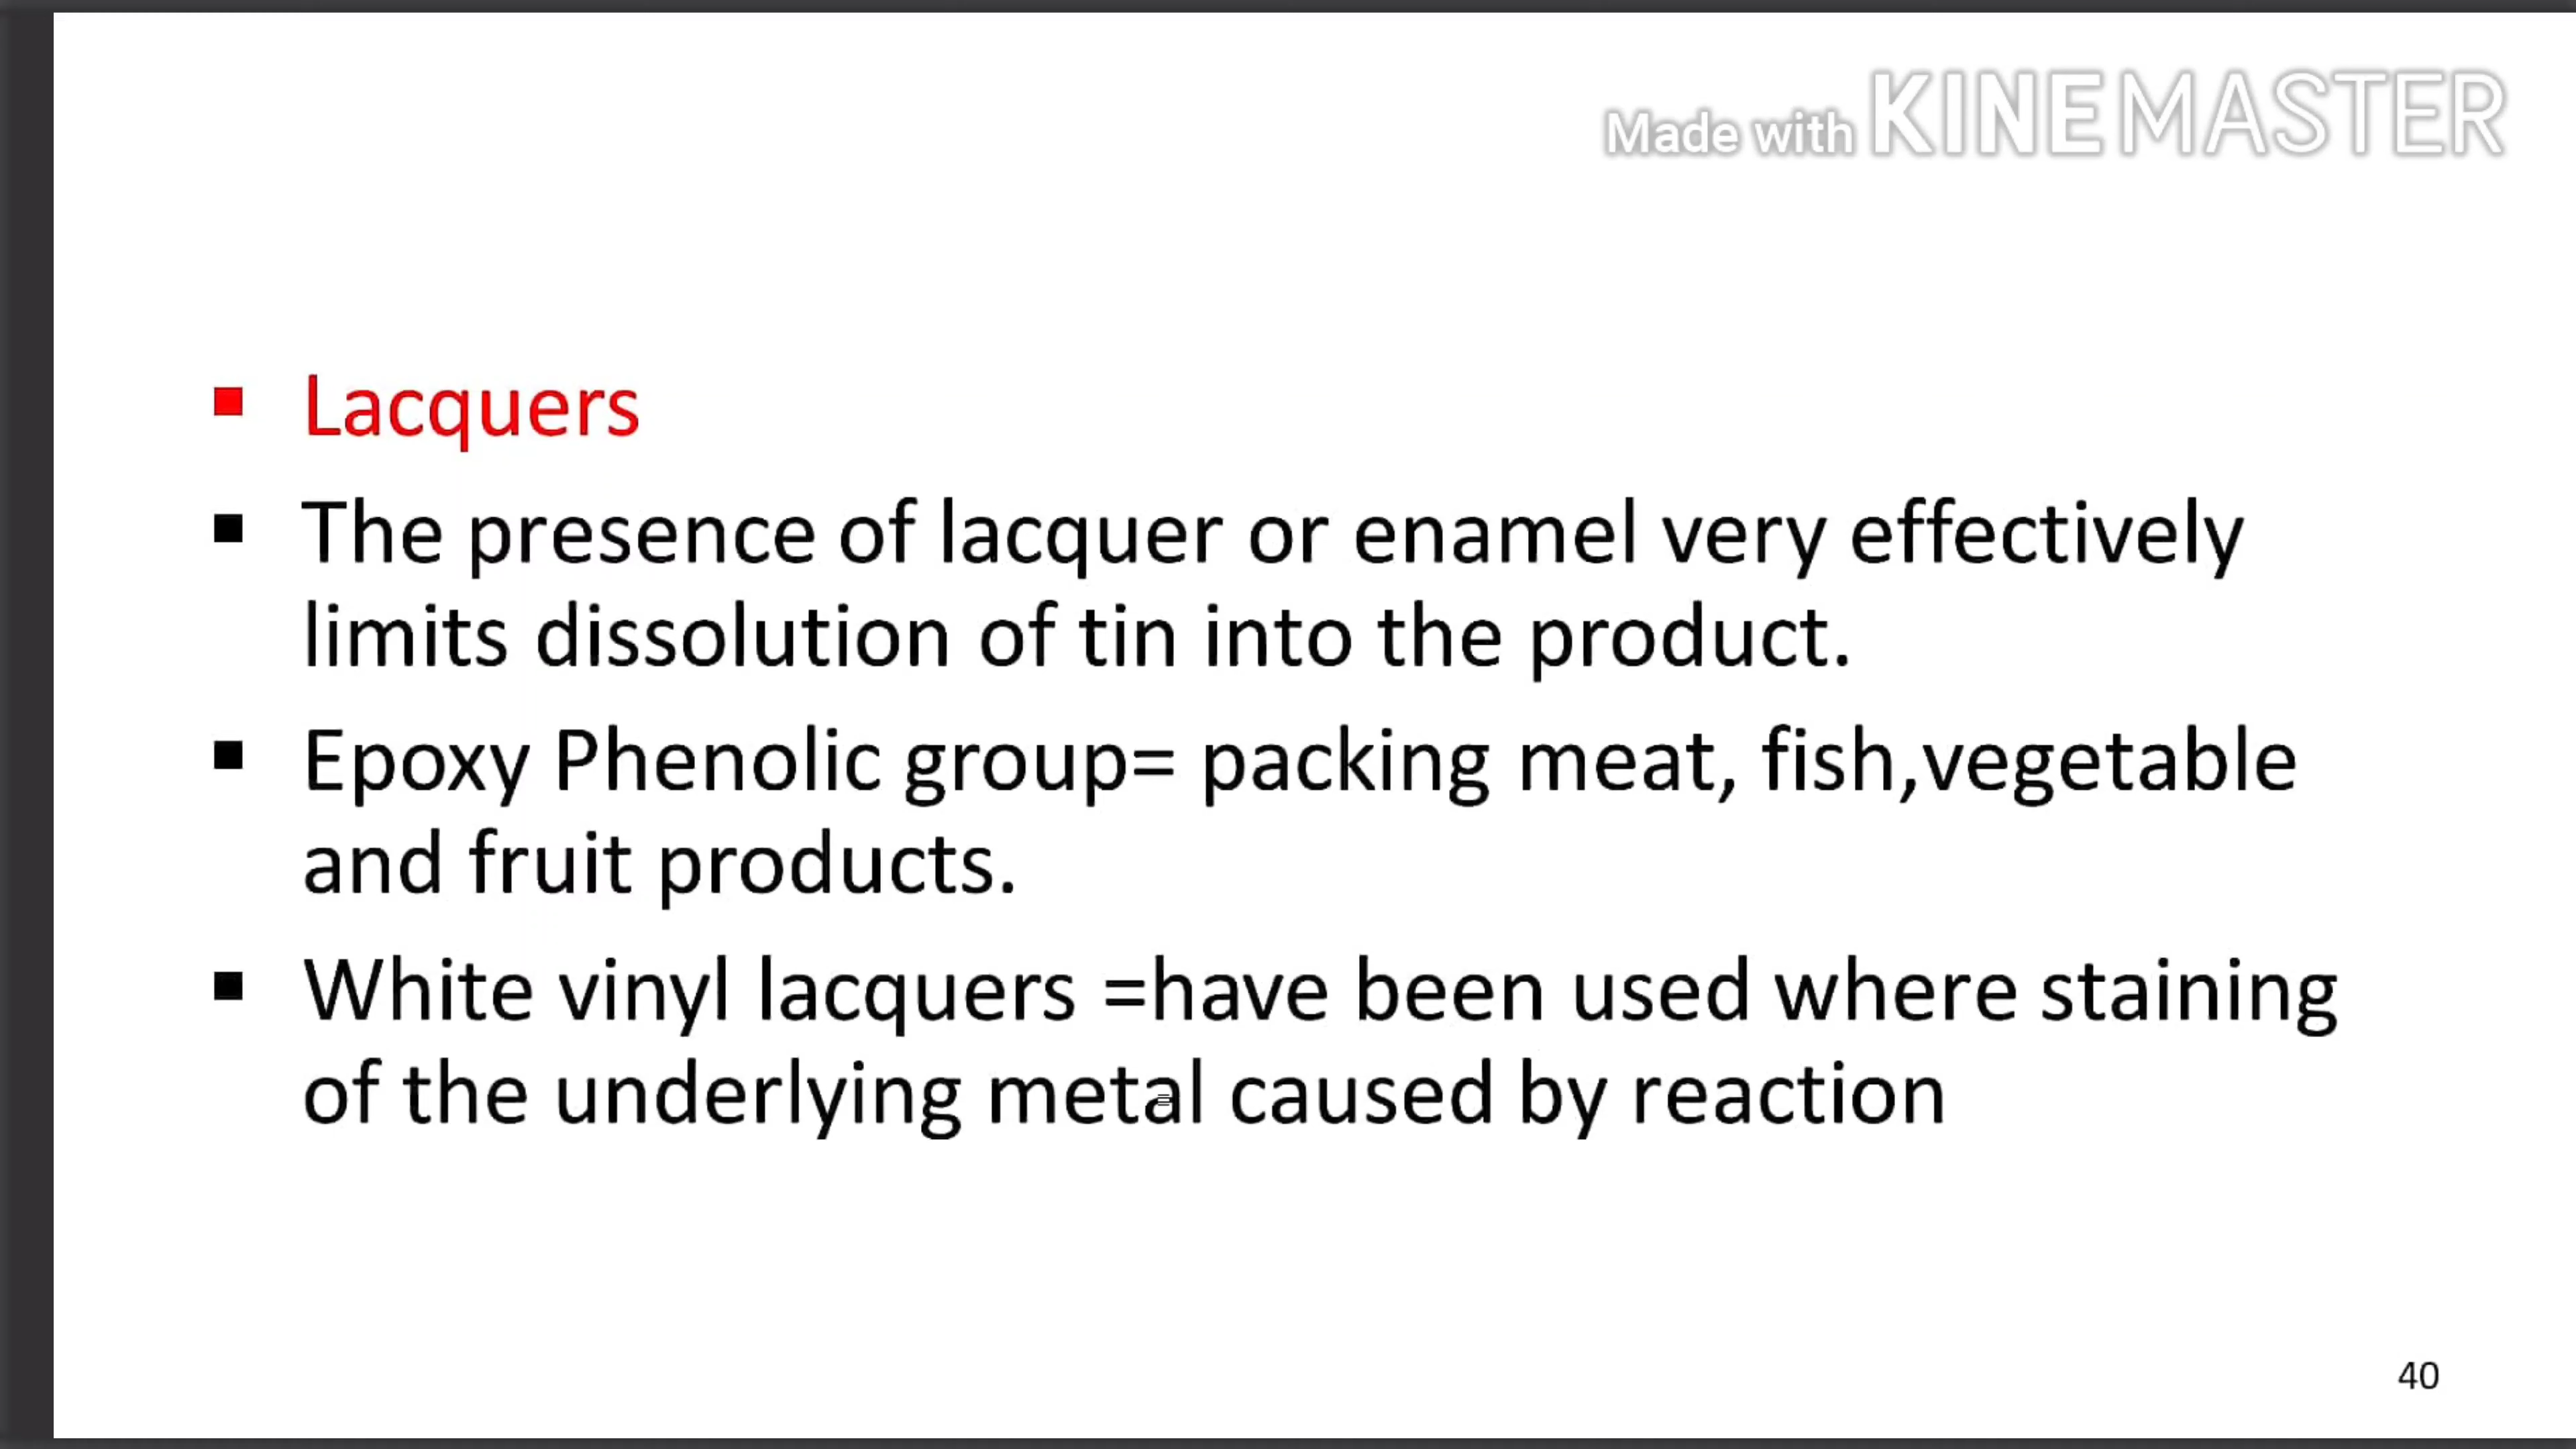 Made with KINEMASTER
▪ Lacquers
▪ The presence of lacquer or enamel very effectively
limits dissolution of tin into the product.
▪ Epoxy Phenolic group= packing meat, fish,vegetable
and fruit products.
▪ White vinyl lacquers =have been used where staining
of the underlying metal caused by reaction
40